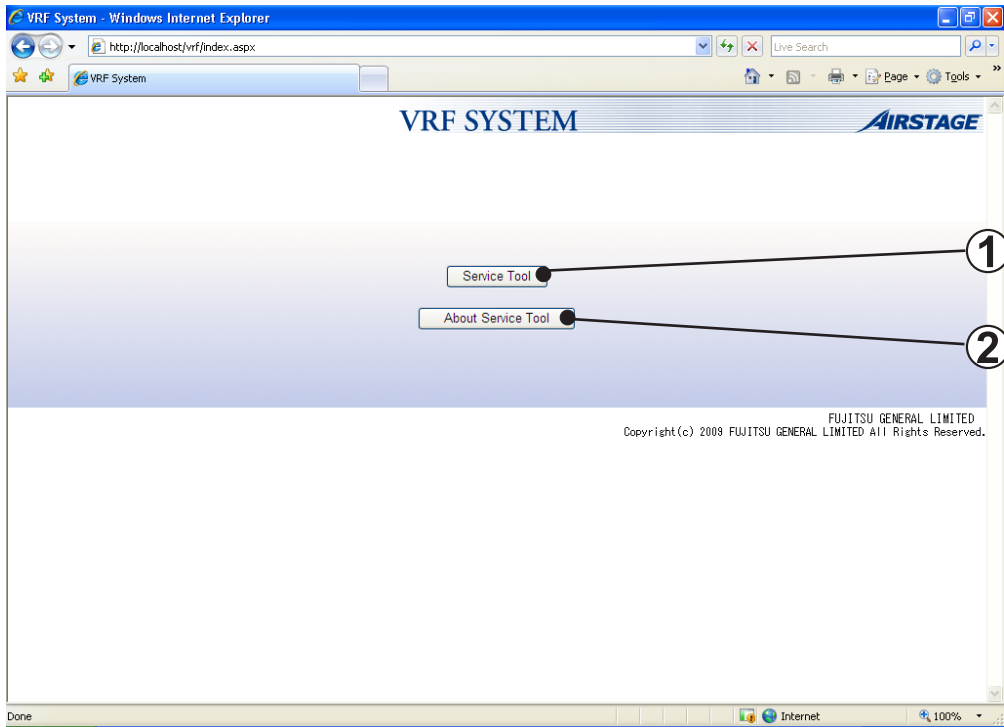 VRF System - Windows Internet Explorer
http://localhost/vrf/index.aspx
Live Search
VRF System
Page
Tools
»
VRF SYSTEM
AIRSTAGE
1
Service Tool
About Service Tool
2
FUJITSU GENERAL LIMITED
Copyright(c) 2009 FUJITSU GENERAL LIMITED All Rights Reserved.
Done
Internet
100%